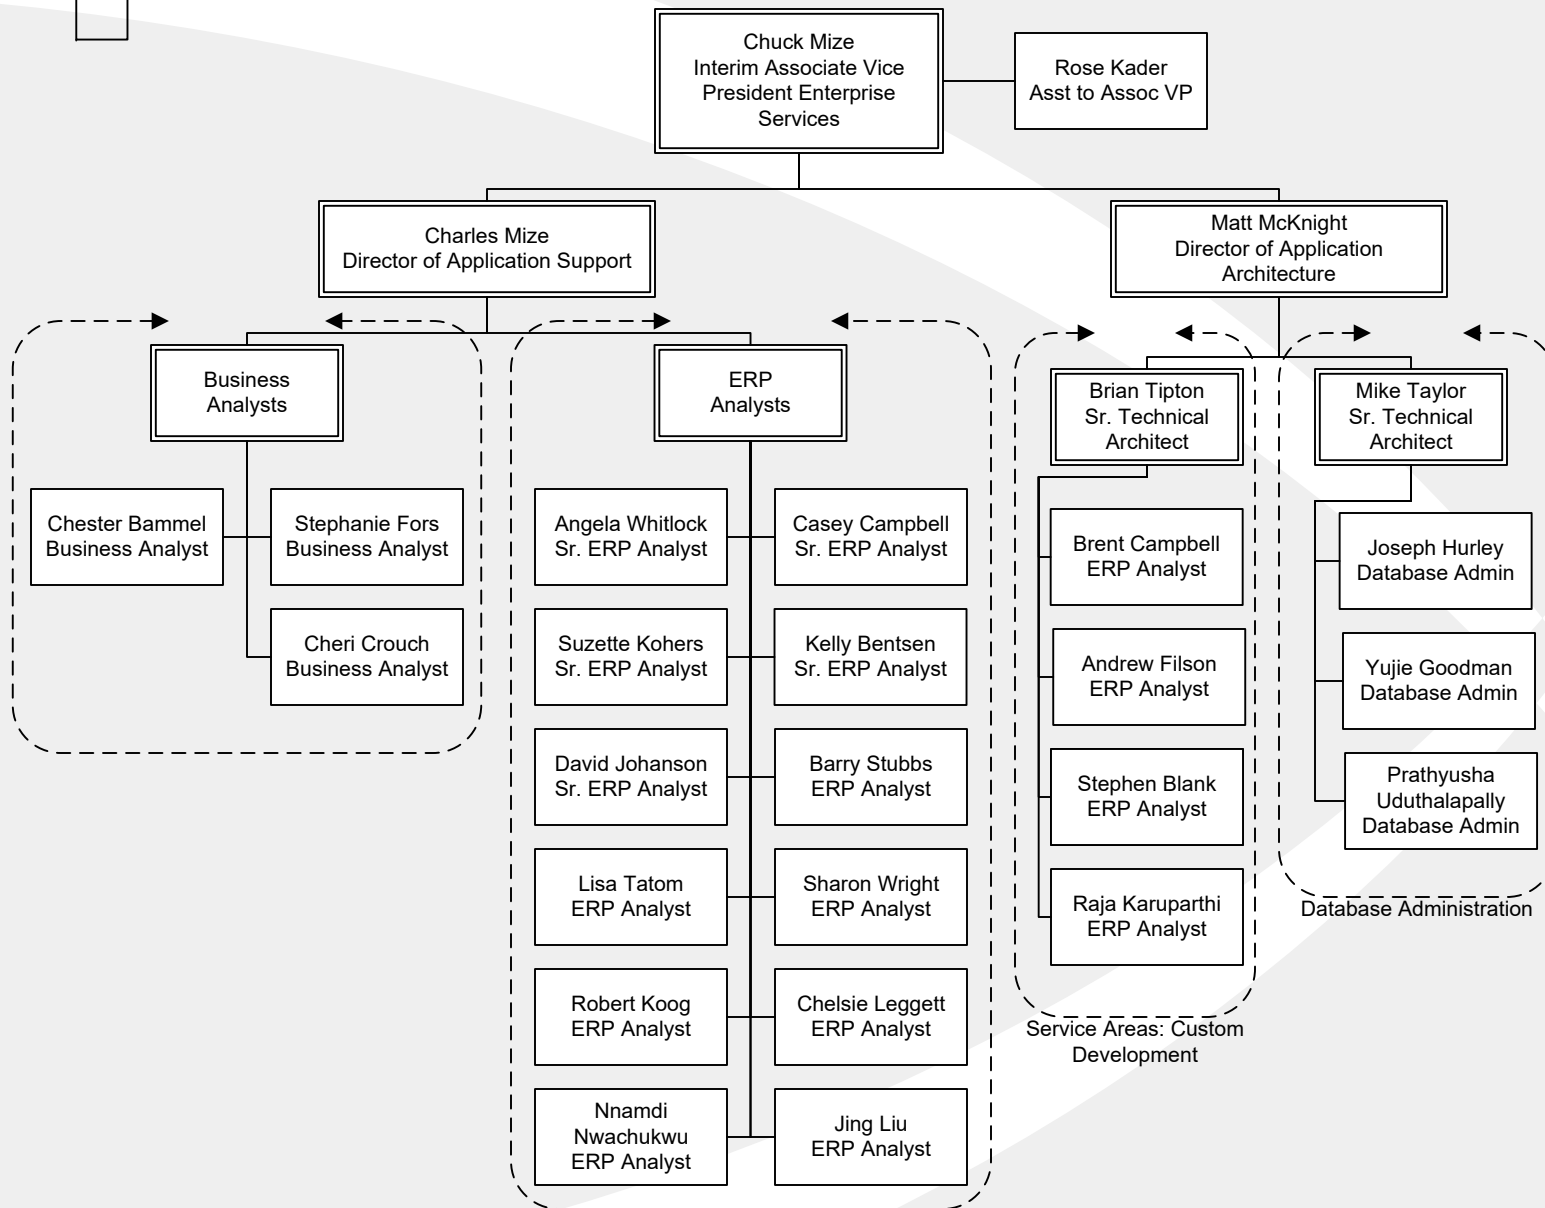 Chuck Mize
Interim Associate Vice
President Enterprise
Services
Rose Kader
Asst to Assoc VP
Charles Mize
Director of Application Support
Matt McKnight
Director of Application
Architecture
Business
Analysts
ERP
Analysts
Brian Tipton
Sr. Technical
Architect
Mike Taylor
Sr. Technical
Architect
Chester Bammel
Business Analyst
Stephanie Fors
Business Analyst
Cheri Crouch
Business Analyst
Angela Whitlock
Sr. ERP Analyst
Casey Campbell
Sr. ERP Analyst
Suzette Kohers
Sr. ERP Analyst
Kelly Bentsen
Sr. ERP Analyst
David Johanson
Sr. ERP Analyst
Barry Stubbs
ERP Analyst
Lisa Tatom
ERP Analyst
Sharon Wright
ERP Analyst
Robert Koog
ERP Analyst
Chelsie Leggett
ERP Analyst
Nnamdi
Nwachukwu
ERP Analyst
Jing Liu
ERP Analyst
Brent Campbell
ERP Analyst
Andrew Filson
ERP Analyst
Stephen Blank
ERP Analyst
Raja Karuparthi
ERP Analyst
Service Areas: Custom
Development
Joseph Hurley
Database Admin
Yujie Goodman
Database Admin
Prathyusha
Uduthalapally
Database Admin
Database Administration